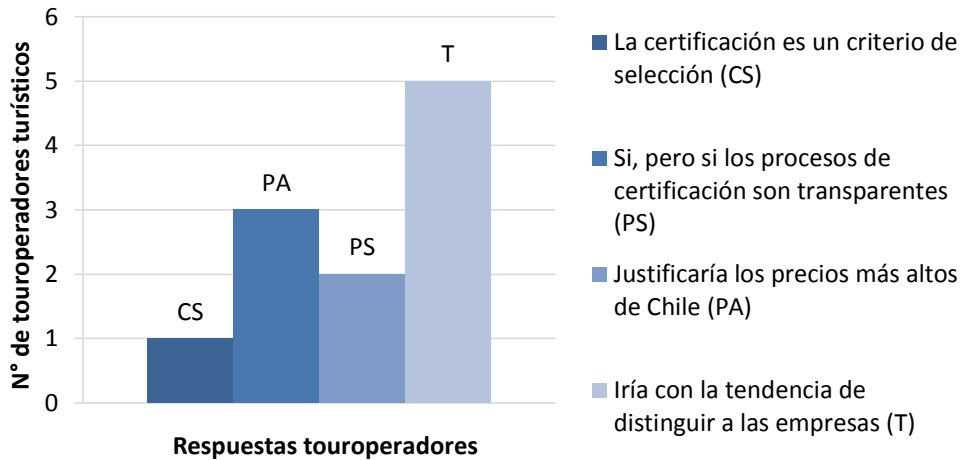 N° de touroperadores turísticos
6
5
4
3
2
1
0
CS
PA
PS
T
Respuestas touroperadores
La certificación es un criterio de
selección (CS)
Si, pero si los procesos de
certificación son transparentes
(PS)
Justificaría los precios más altos
de Chile (PA)
Iría con la tendencia de
distinguir a las empresas (T)